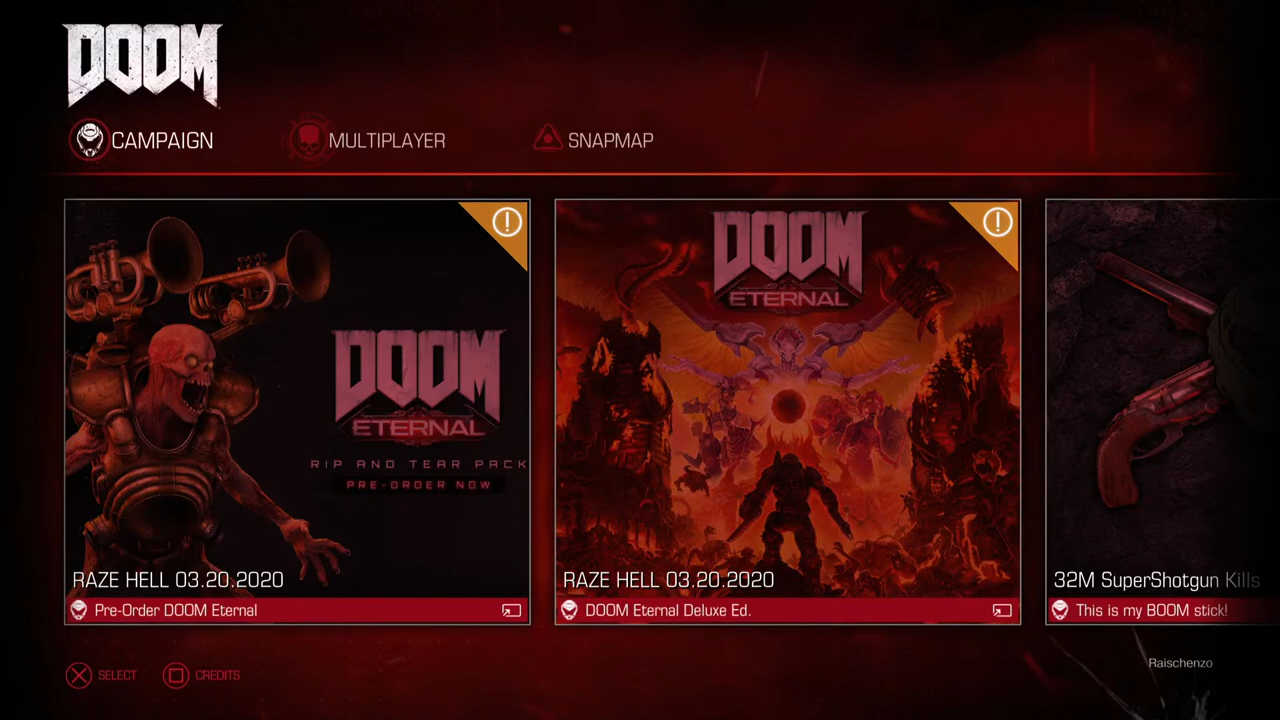 DOOM
CAMPAIGN
MULTIPLAYER
SNAPMAP
DOOM
ETERNAL
RIP AND TEAR PACK
PRE-ORDER NOW
RAZE HELL 03.20.2020
Pre-Order DOOM Eternal
DOOM
ETERNAL
RAZE HELL 03.20.2020
DOOM Eternal Deluxe Ed.
32M SuperShotgun Kills
This is my BOOM stick!
SELECT
CREDITS
Raischenzo